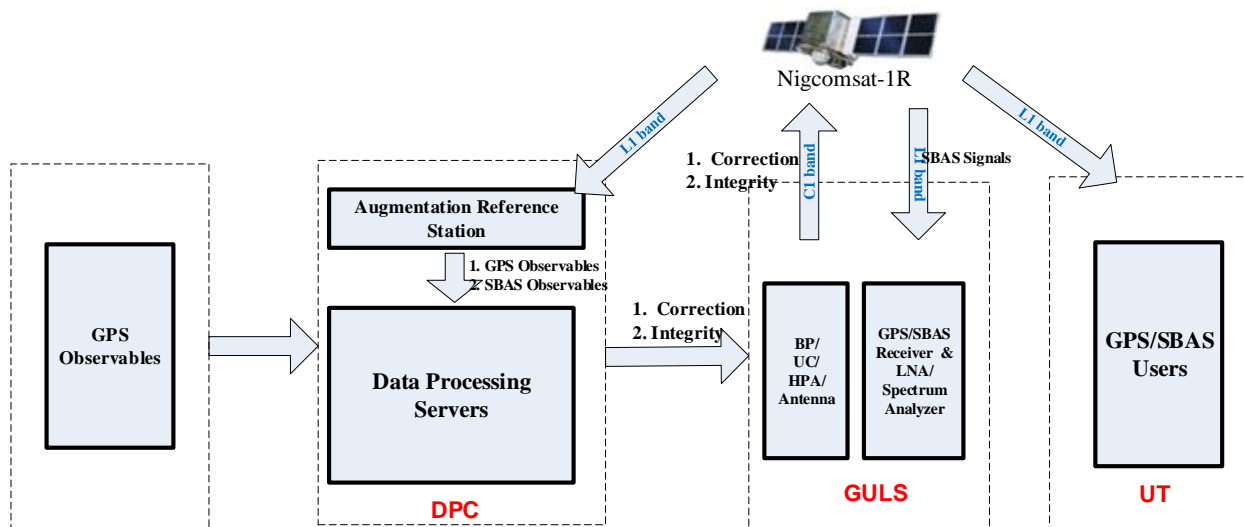 Nigcomsat-1R
L1 band
1. Correction
2. Integrity
C1 band
L1 band
SBAS Signals
L1 band
Augmentation Reference
Station
1. GPS Observables
2. SBAS Observables
GPS
Observables
Data Processing
Servers
DPC
1. Correction
2. Integrity
BP/
UC/
HPA/
Antenna
GPS/SBAS
Receiver &
LNA/
Spectrum
Analyzer
GULS
GPS/SBAS
Users
UT